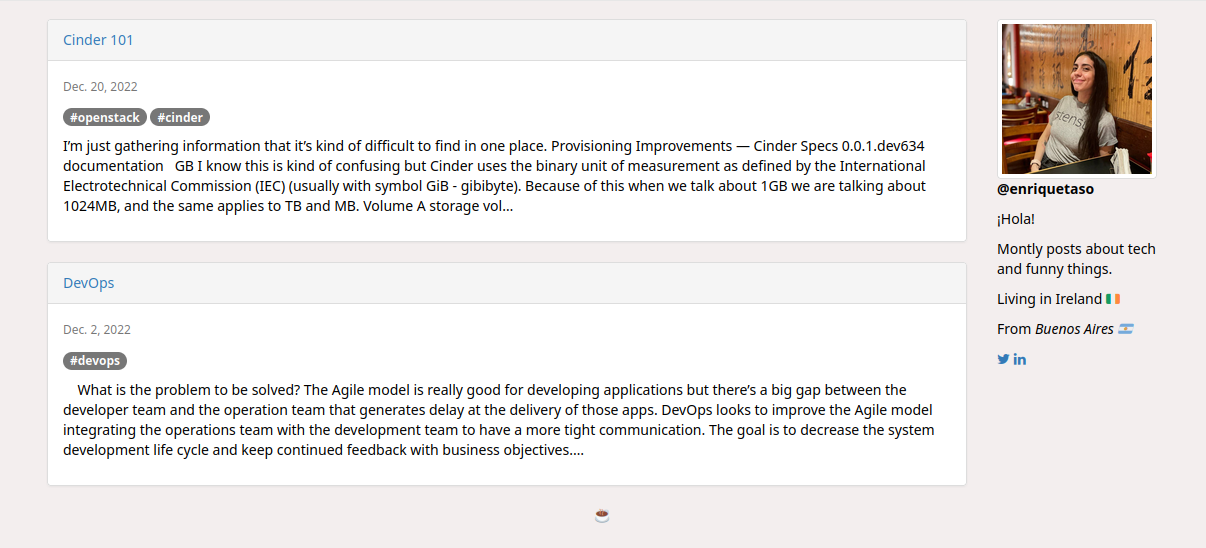 Cinder 101
Dec. 20, 2022
#openstack #cinder
I’m just gathering information that it’s kind of difficult to find in one place. Provisioning Improvements — Cinder Specs 0.0.1.dev634
documentation GB I know this is kind of confusing but Cinder uses the binary unit of measurement as defined by the International
Electrotechnical Commission (IEC) (usually with symbol GiB - gibibyte). Because of this when we talk about 1GB we are talking about
1024MB, and the same applies to TB and MB. Volume A storage vol...
DevOps
Dec. 2, 2022
#devops
What is the problem to be solved? The Agile model is really good for developing applications but there’s a big gap between the
developer team and the operation team that generates delay at the delivery of those apps. DevOps looks to improve the Agile model
integrating the operations team with the development team to have a more tight communication. The goal is to decrease the system
development life cycle and keep continued feedback with business objectives....
@enriquetaso
¡Hola!
Montly posts about tech
and funny things.
Living in Ireland 🇮🇪
From Buenos Aires 🇦🇷